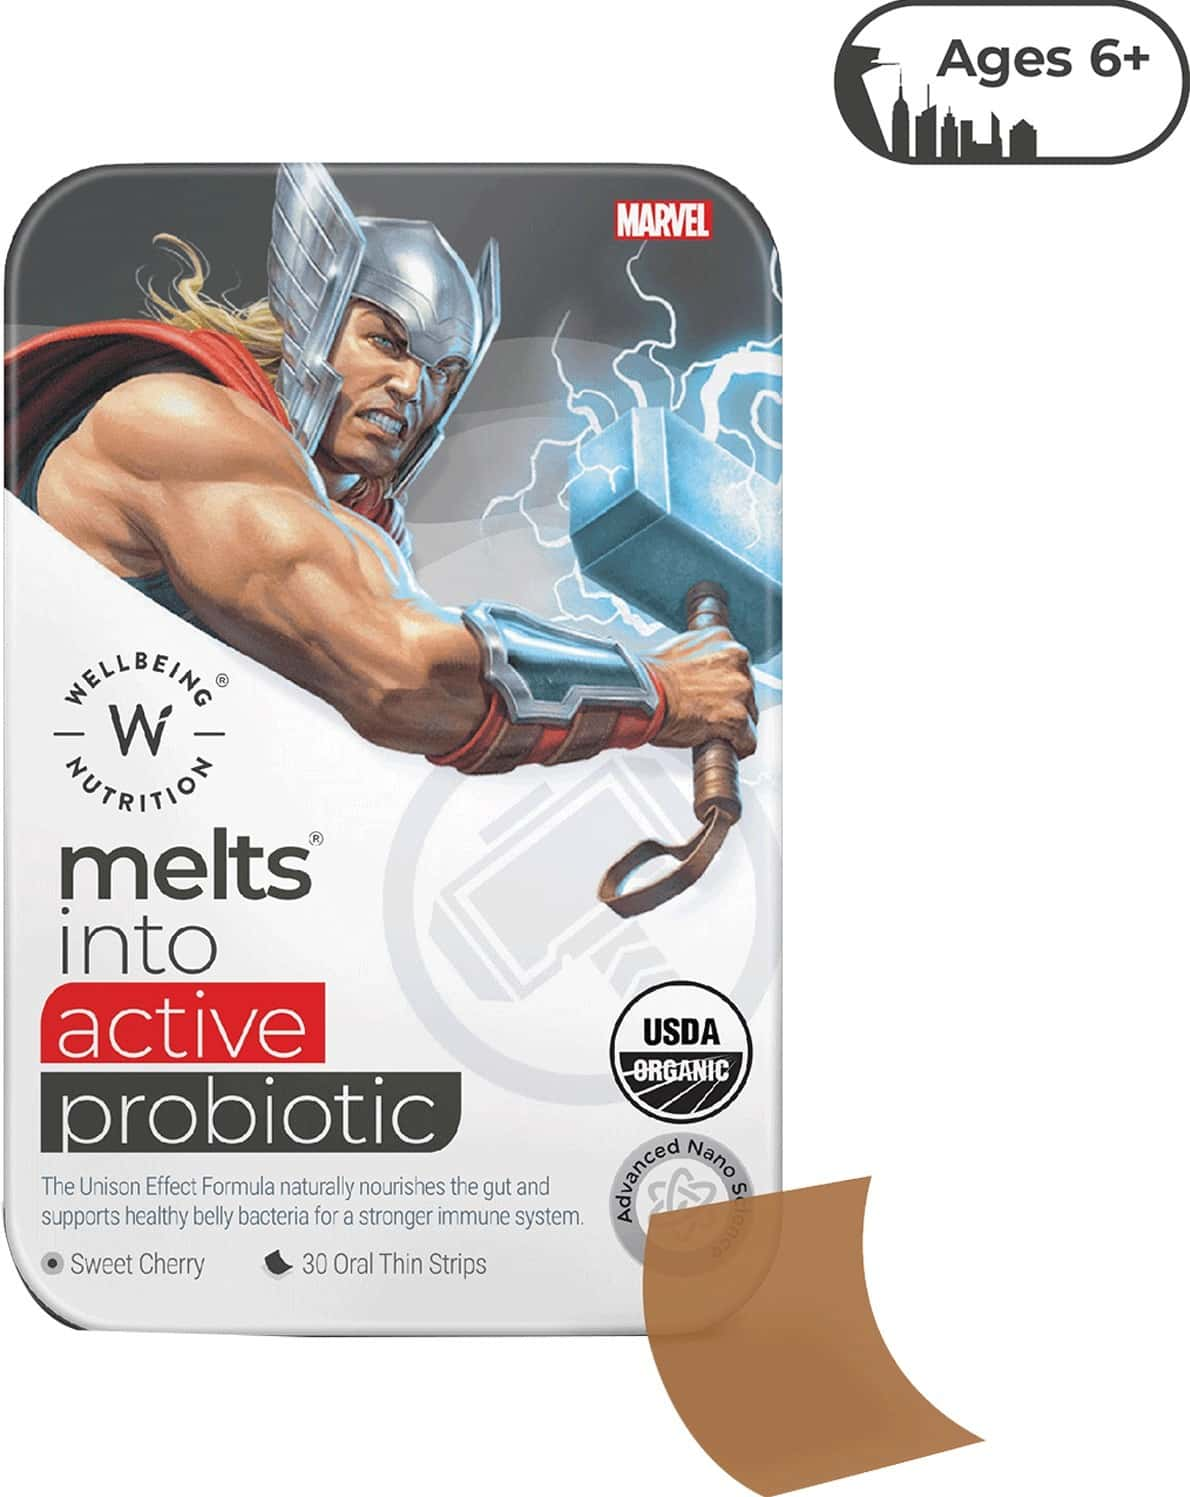 Ages 6+
MARVEL
WELLBEING®
W
NUTRITION
melts®
into
active
probiotic
USDA
ORGANIC
Advanced Nano Science
The Unison Effect Formula naturally nourishes the gut and
supports healthy belly bacteria for a stronger immune system.
Sweet Cherry 30 Oral Thin Strips